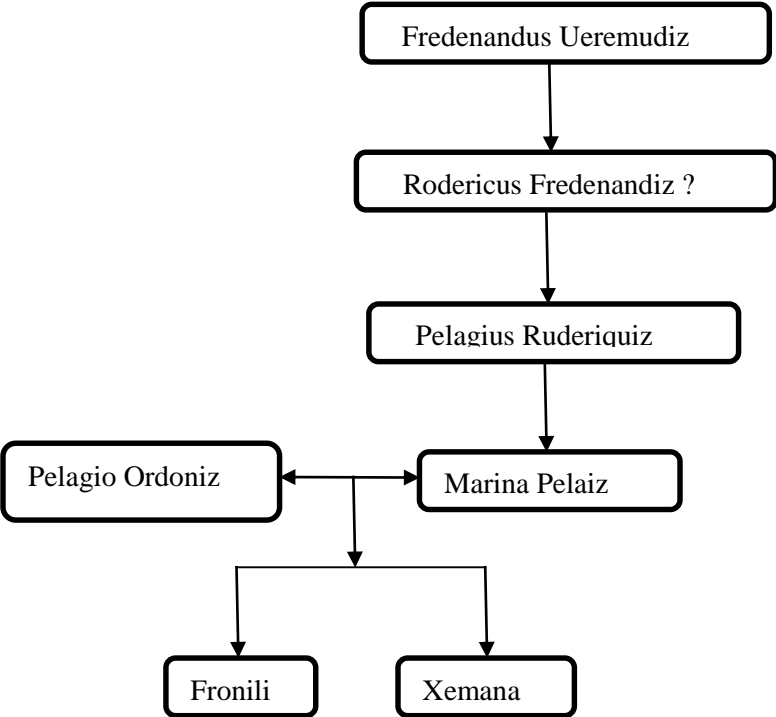 Fredenandus Ueremudiz
Rodericus Fredenandiz ?
Pelagius Ruderiquiz
Pelagio Ordoniz
Marina Pelaiz
Fronili
Xemana